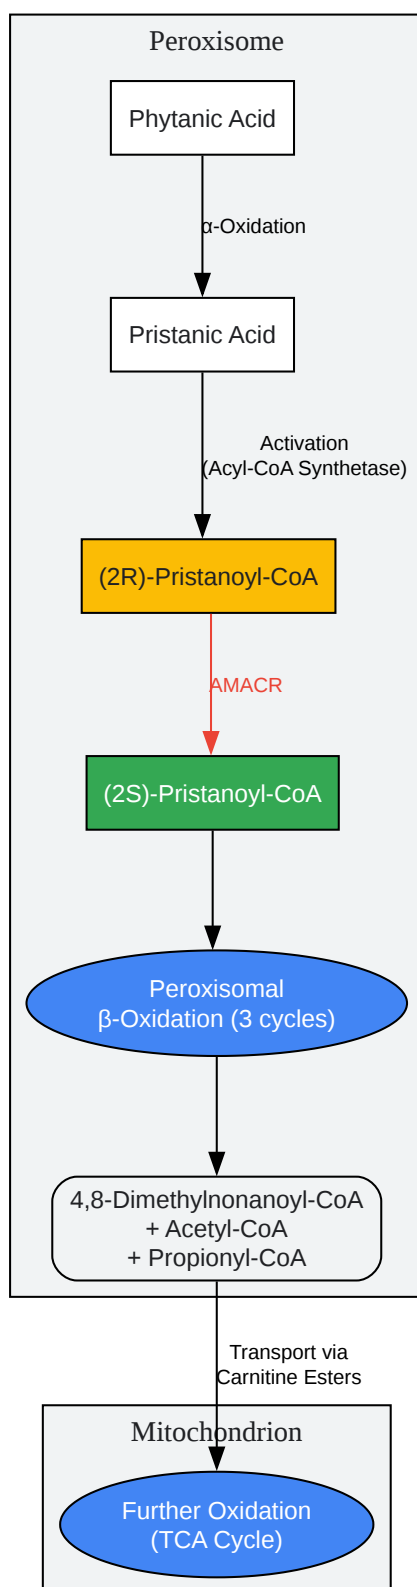 Peroxisome
Phytanic Acid
α-Oxidation
Pristanic Acid
Activation
(Acyl-CoA Synthetase)
(2R)-Pristanoyl-CoA
AMACR
(2S)-Pristanoyl-CoA
Peroxisomal
β-Oxidation (3 cycles)
4,8-Dimethylnonanoyl-CoA
+ Acetyl-CoA
+ Propionyl-CoA
Transport via
Carnitine Esters
Mitochondrion
Further Oxidation
(TCA Cycle)